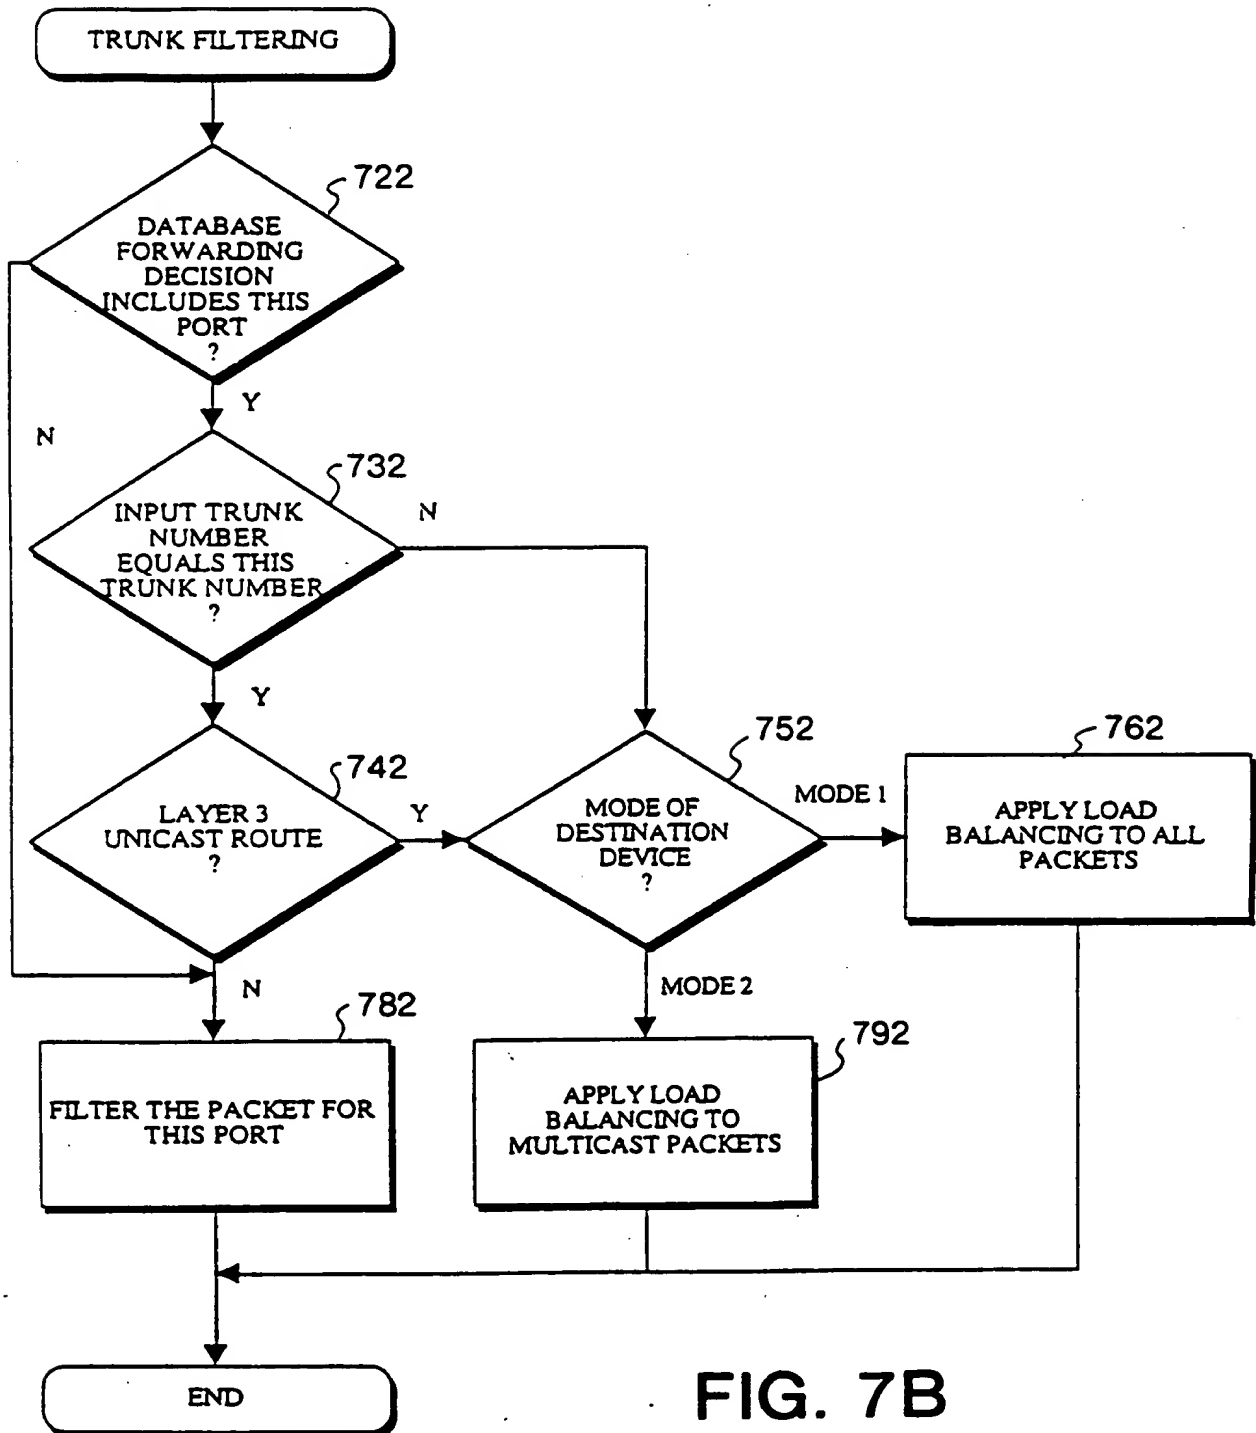 TRUNK FILTERING
722
DATABASE
FORWARDING
DECISION
INCLUDES THIS
PORT
?
Y
N
732
INPUT TRUNK
NUMBER
EQUALS THIS
TRUNK NUMBER
?
N
Y
742
LAYER 3
UNICAST ROUTE
?
Y
N
752
MODE OF
DESTINATION
DEVICE
?
MODE 1
MODE 2
762
APPLY LOAD
BALANCING TO ALL
PACKETS
782
FILTER THE PACKET FOR
THIS PORT
792
APPLY LOAD
BALANCING TO
MULTICAST PACKETS
END
FIG. 7B